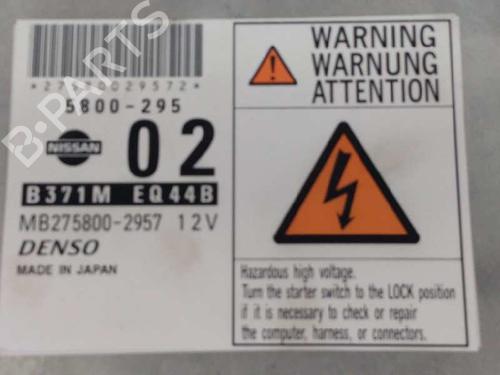 *275800029572*
5800-295
NISSAN
02
B371M EQ44B
MB275800-2957 12V
DENSO
MADE IN JAPAN
WARNING
WARNUNG
ATTENTION
Hazardous high voltage.
Turn the starter switch to the LOCK position
if it is necessary to check or repair
the computer, harness, or connectors.
B-PARTS